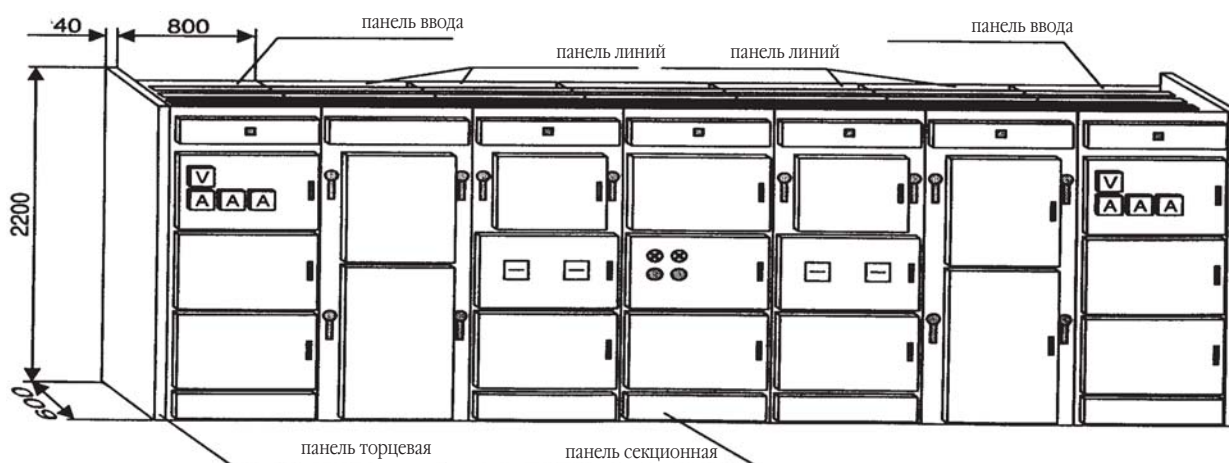 40
800
панель ввода
панель линий
панель линий
панель ввода
2200
600
V
A A A
V
A A A
панель торцевая
панель секционная